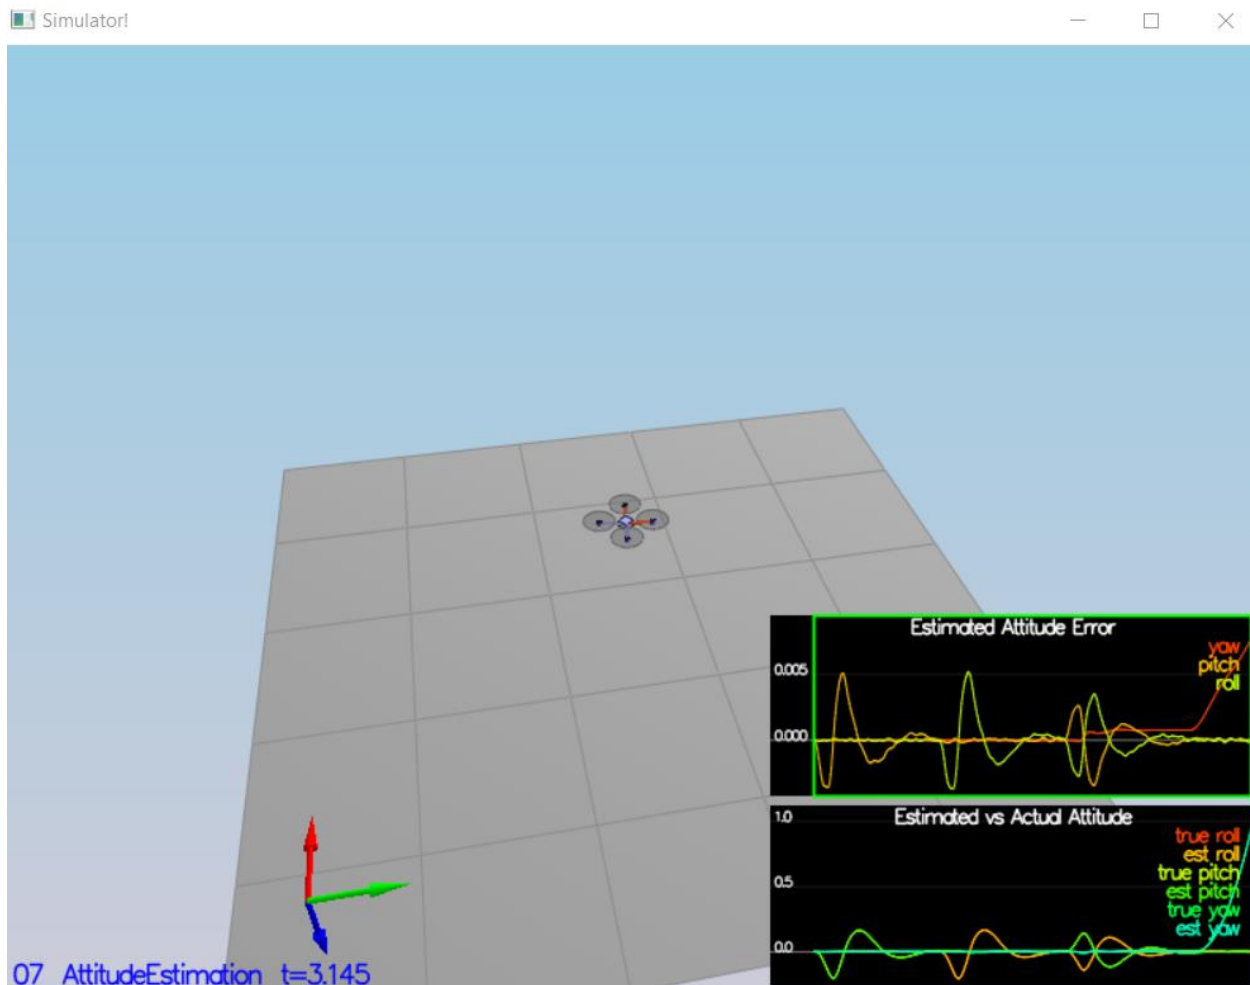 Simulator!
Estimated Attitude Error
yaw
pitch
roll
0.005
0.000
Estimated vs Actual Attitude
1.0
true roll
est roll
true pitch
est pitch
true yaw
est yaw
0.5
0.0
07 AttitudeEstimation t=3.145